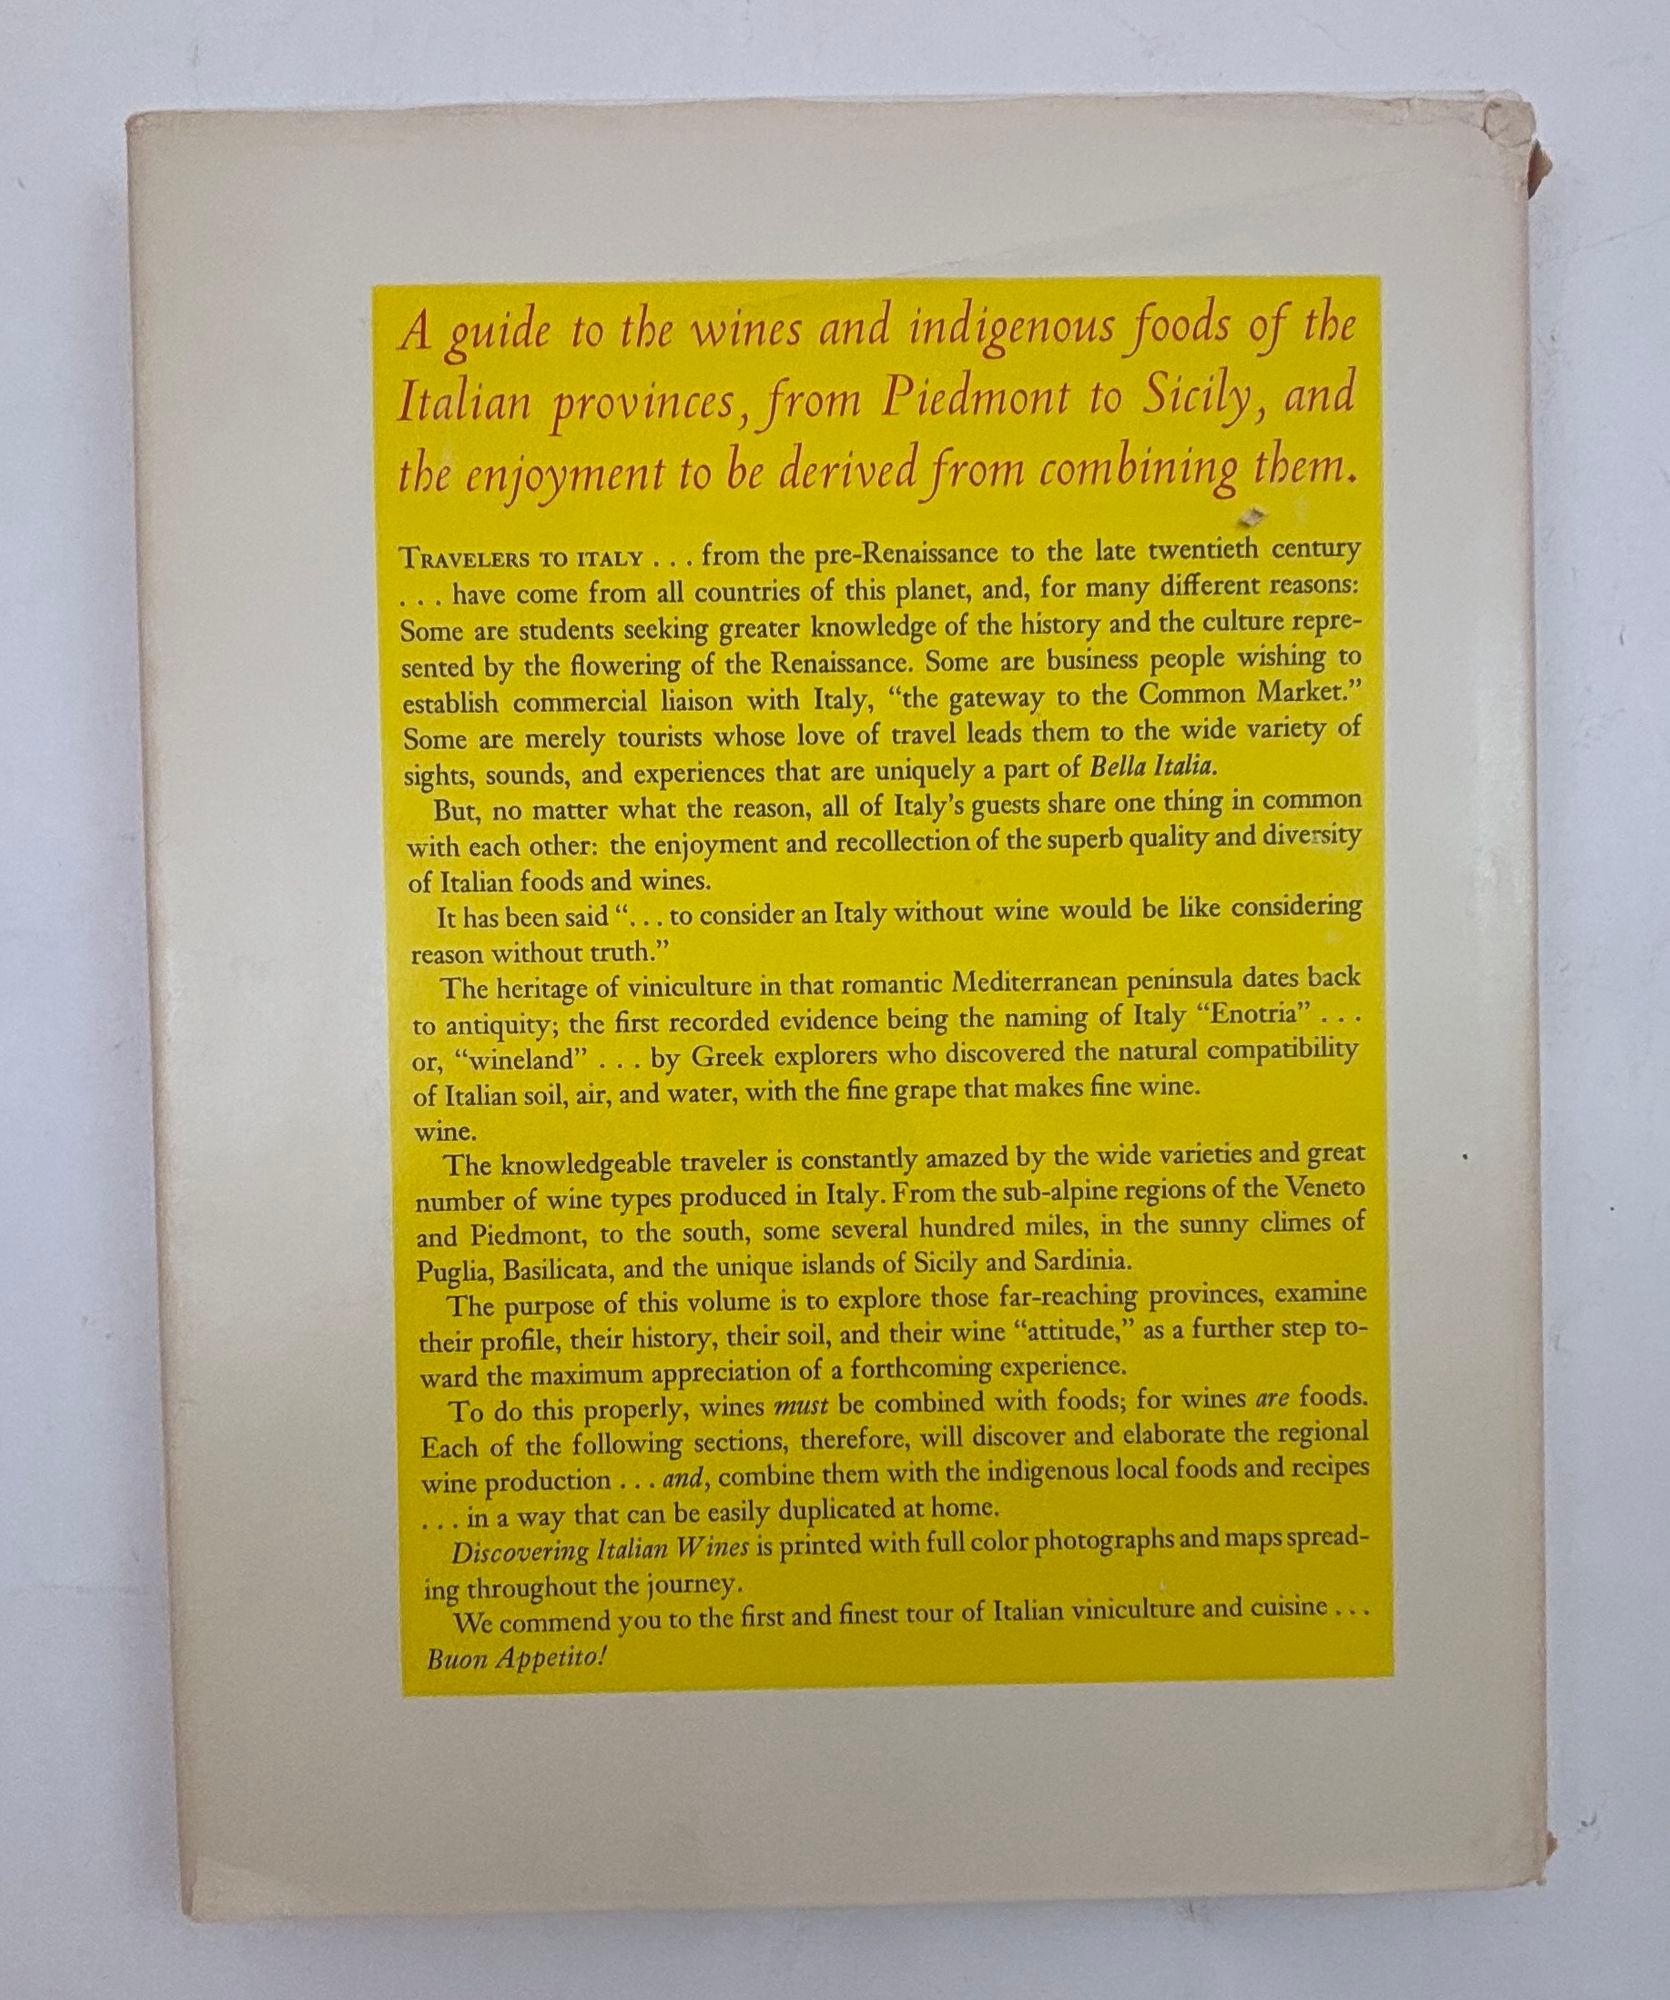 A guide to the wines and indigenous foods of the
Italian provinces, from Piedmont to Sicily, and
the enjoyment to be derived from combining them.
TRAVELERS TO ITALY . . . from the pre-Renaissance to the late twentieth century
. . . have come from all countries of this planet, and, for many different reasons:
Some are students seeking greater knowledge of the history and the culture repre-
sented by the flowering of the Renaissance. Some are business people wishing to
establish commercial liaison with Italy, “the gateway to the Common Market.”
Some are merely tourists whose love of travel leads them to the wide variety of
sights, sounds, and experiences that are uniquely a part of Bella Italia.
But, no matter what the reason, all of Italy’s guests share one thing in common
with each other: the enjoyment and recollection of the superb quality and diversity
of Italian foods and wines.
It has been said “. . . to consider an Italy without wine would be like considering
reason without truth.”
The heritage of viniculture in that romantic Mediterranean peninsula dates back
to antiquity; the first recorded evidence being the naming of Italy “Enotria” . . .
or, “wineland” . . . by Greek explorers who discovered the natural compatibility
of Italian soil, air, and water, with the fine grape that makes fine wine.
wine.
The knowledgeable traveler is constantly amazed by the wide varieties and great
number of wine types produced in Italy. From the sub-alpine regions of the Veneto
and Piedmont, to the south, some several hundred miles, in the sunny climes of
Puglia, Basilicata, and the unique islands of Sicily and Sardinia.
The purpose of this volume is to explore those far-reaching provinces, examine
their profile, their history, their soil, and their wine “attitude,” as a further step to-
ward the maximum appreciation of a forthcoming experience.
To do this properly, wines must be combined with foods; for wines are foods.
Each of the following sections, therefore, will discover and elaborate the regional
wine production . . . and, combine them with the indigenous local foods and recipes
. . . in a way that can be easily duplicated at home.
Discovering Italian Wines is printed with full color photographs and maps spread-
ing throughout the journey.
We commend you to the first and finest tour of Italian viniculture and cuisine . . .
Buon Appetito!